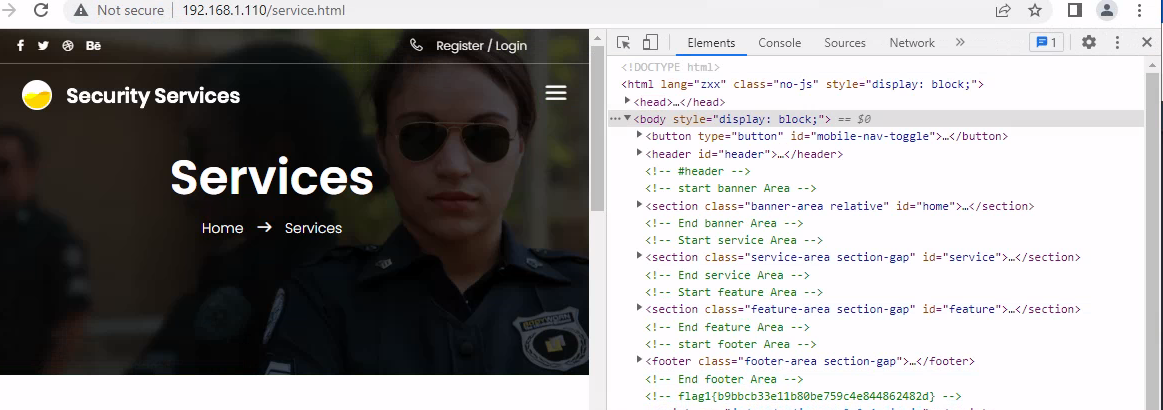 Not secure 192.168.1.110/service.html
Register / Login
Security Services
Services
Home → Services
Elements Console Sources Network » 1
<!DOCTYPE html>
<html lang="zxx" class="no-js" style="display: block;">
<head>…</head>
<body style="display: block;"> == $0
<button type="button" id="mobile-nav-toggle">…</button>
<header id="header">…</header>
<!-- #header -->
<!-- start banner Area -->
<section class="banner-area relative" id="home">…</section>
<!-- End banner Area -->
<!-- Start service Area -->
<section class="service-area section-gap" id="service">…</section>
<!-- End service Area -->
<!-- Start feature Area -->
<section class="feature-area section-gap" id="feature">…</section>
<!-- End feature Area -->
<!-- start footer Area -->
<footer class="footer-area section-gap">…</footer>
<!-- End footer Area -->
<!-- flag1{b9bbcb33e11b80be759c4e844862482d} -->